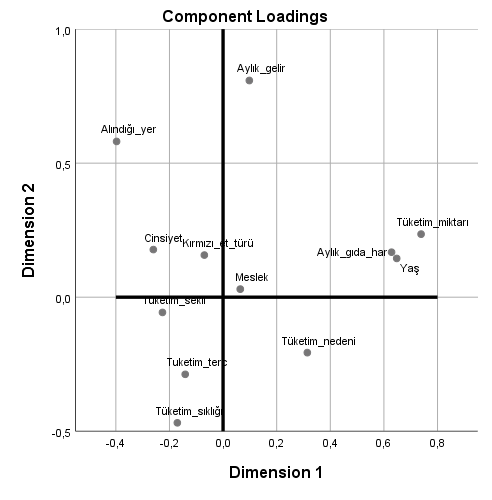 Component Loadings
1,0
Aylık_gelir
Alındığı_yer
0,5
Tüketim_miktarı
Cinsiyet
Kırmızı_et_türü
Aylık_gıda_har
Yaş
Dimension 2
Meslek
0,0
Tüketim_şekli
Tüketim_nedeni
Tuketim_terc
Tüketim_sıklığı
-0,5
-0,4
-0,2
0,0
0,2
0,4
0,6
0,8
Dimension 1